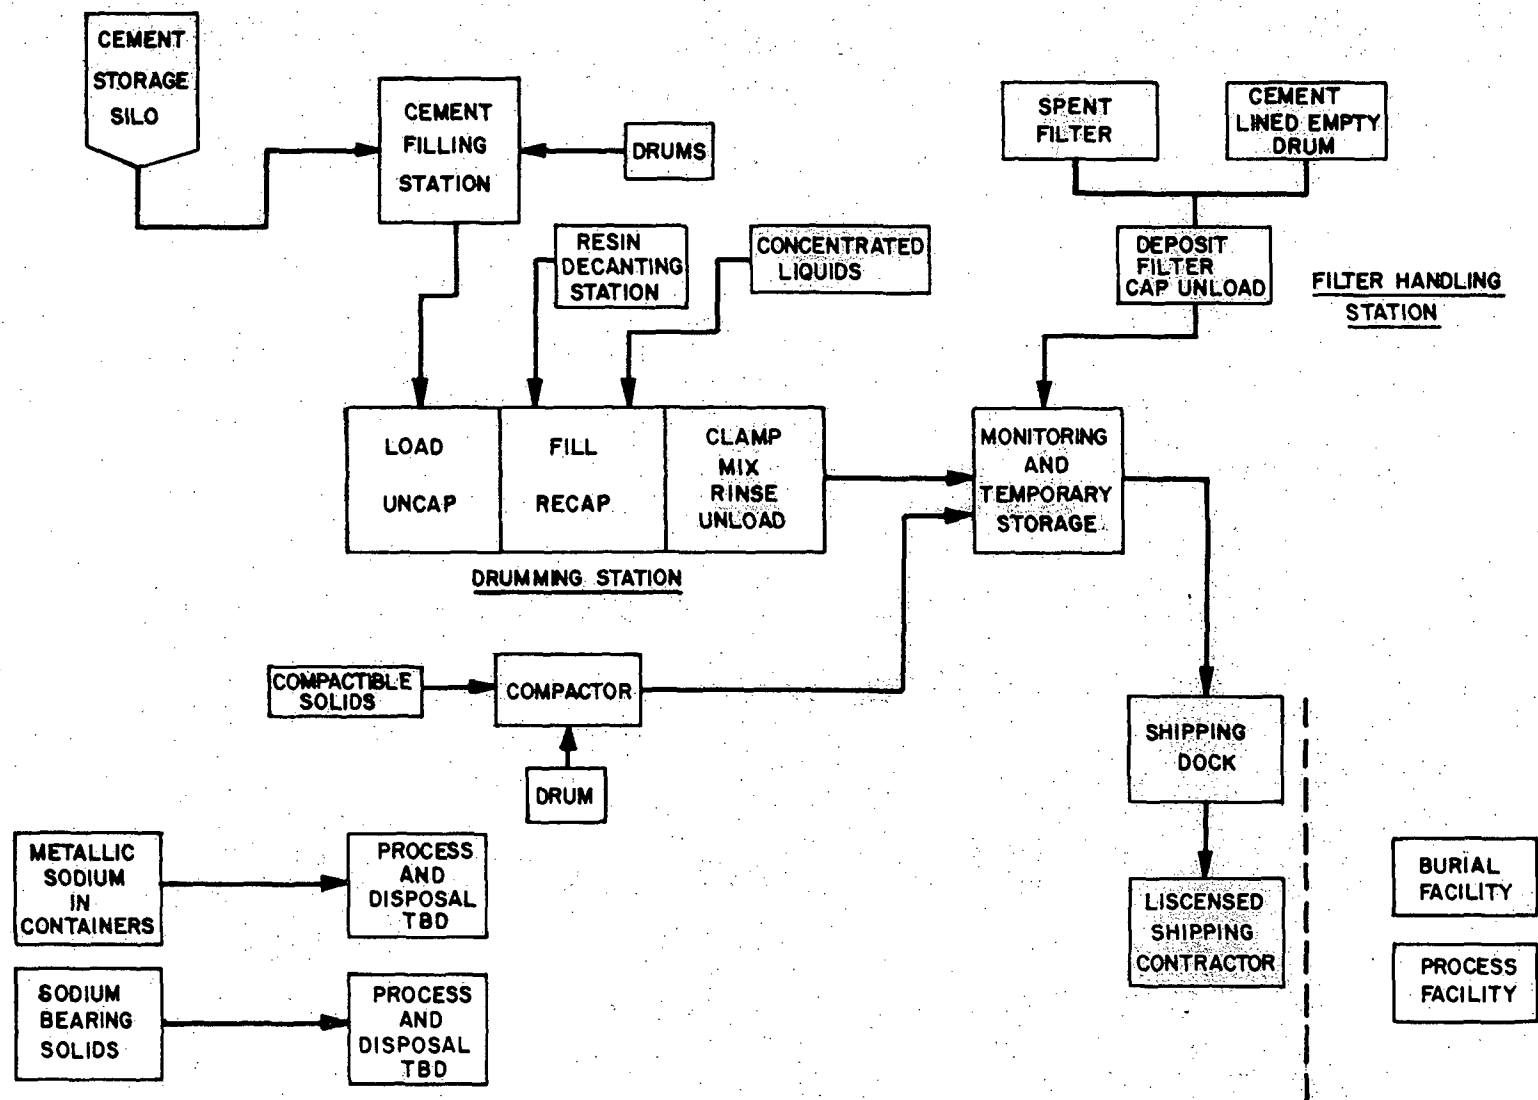 CEMENT
STORAGE
SILO
CEMENT
FILLING
STATION
DRUMS
SPENT
FILTER
CEMENT
LINED EMPTY
DRUM
RESIN
DECANTING
STATION
CONCENTRATED
LIQUIDS
DEPOSIT
FILTER
CAP UNLOAD
FILTER HANDLING
STATION
LOAD
UNCAP
FILL
RECAP
CLAMP
MIX
RINSE
UNLOAD
MONITORING
AND
TEMPORARY
STORAGE
DRUMMING STATION
COMPACTIBLE
SOLIDS
COMPACTOR
DRUM
SHIPPING
DOCK
METALLIC
SODIUM
IN
CONTAINERS
PROCESS
AND
DISPOSAL
TBD
LISCENSED
SHIPPING
CONTRACTOR
BURIAL
FACILITY
SODIUM
BEARING
SOLIDS
PROCESS
AND
DISPOSAL
TBD
PROCESS
FACILITY